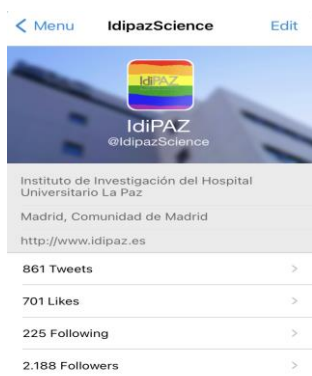 Menu IdipazScience Edit
IdiPAZ
IdiPAZ
@IdipazScience
Instituto de Investigación del Hospital
Universitario La Paz
Madrid, Comunidad de Madrid
http://www.idipaz.es
861 Tweets
701 Likes
225 Following
2.188 Followers